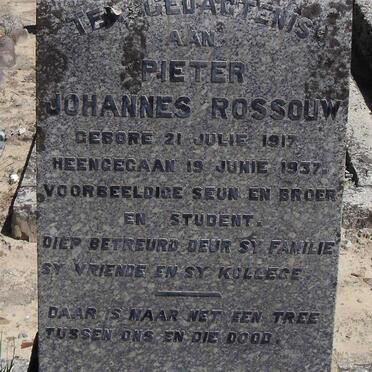 TER GEDAGTENIS
AAN
PIETER
JOHANNES ROSSOUW
GEBORE 21 JULIE 1917
HEENGEGAAN 19 JUNIE 1937.
VOORBEELDIGE SEUN EN BROER
EN STUDENT.
DIEP BETREURD DEUR SY FAMILIE
SY VRIENDE EN SY KOLLEGE.
DAAR IS MAAR NET EEN TREE
TUSSEN ONS EN DIE DOOD.